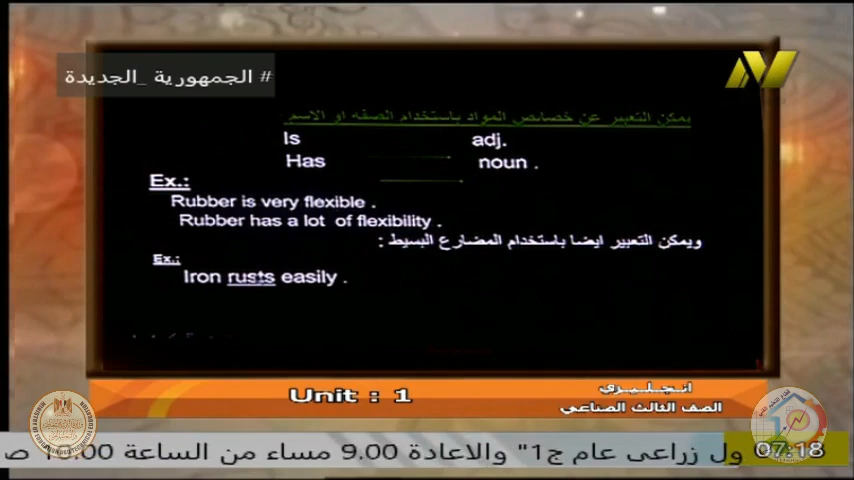 # الجمهورية _الجديدة
يمكن التعبير عن خصائص المواد باستخدام الصفه او الاسم
Is adj.
Has noun .
Ex.:
Rubber is very flexible .
Rubber has a lot of flexibility .
ويمكن التعبير ايضا باستخدام المضارع البسيط :
Ex.:
Iron rusts easily .
Unit : 1
انجليزي
الصف الثالث الصناعي
ول زراعى عام ج1" والاعادة 9.00 مساء من الساعة
07:18